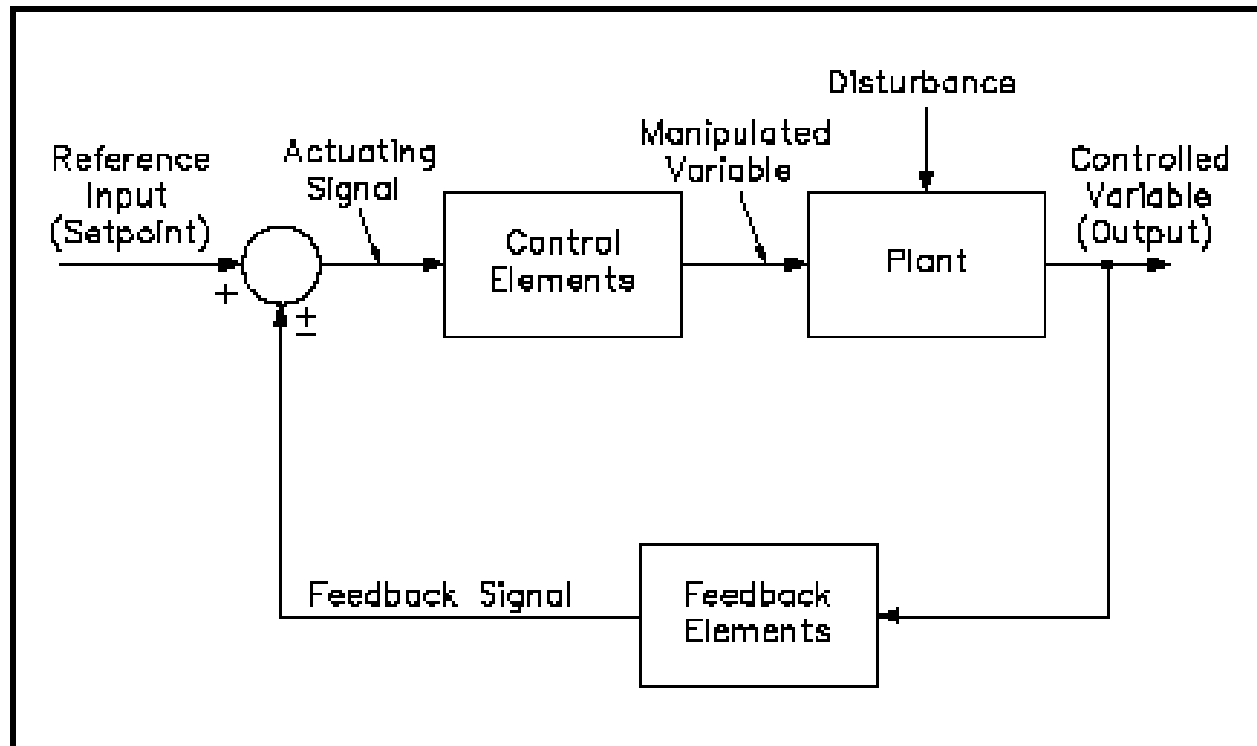 Disturbance
Reference
Input
(Setpoint)
Actuating
Signal
Manipulated
Variable
Controlled
Variable
(Output)
Control
Elements
Plant
+
±
Feedback Signal
Feedback
Elements